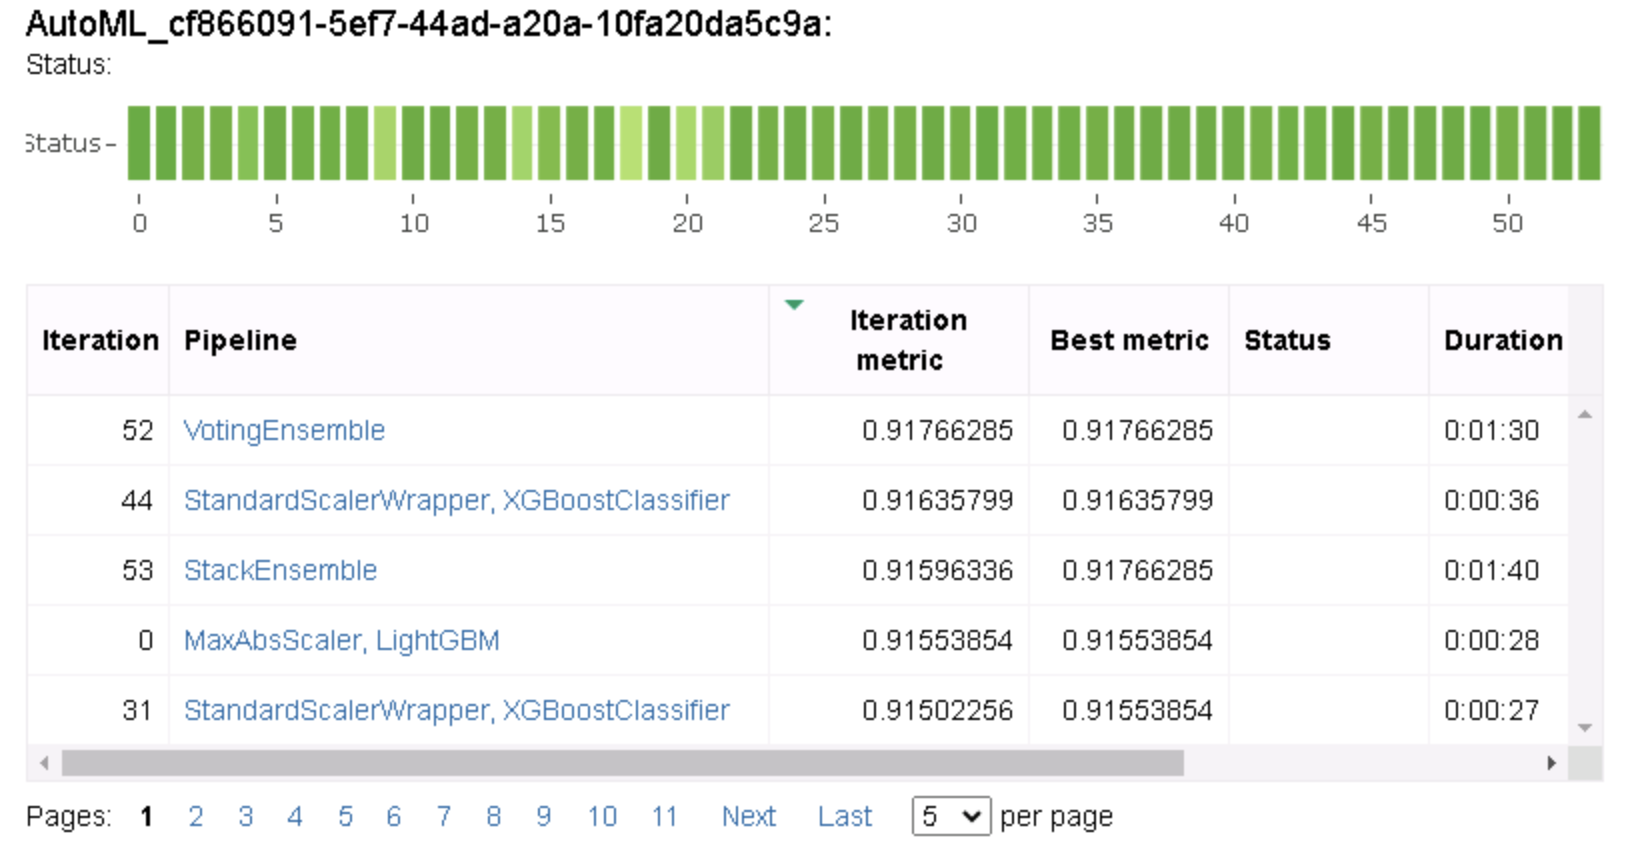 AutoML_cf866091-5ef7-44ad-a20a-10fa20da5c9a:
Status:
Status
0 5 10 15 20 25 30 35 40 45 50
Iteration Pipeline Iteration metric Best metric Status Duration
52 VotingEnsemble 0.91766285 0.91766285 0:01:30
44 StandardScalerWrapper, XGBoostClassifier 0.91635799 0.91635799 0:00:36
53 StackEnsemble 0.91596336 0.91766285 0:01:40
0 MaxAbsScaler, LightGBM 0.91553854 0.91553854 0:00:28
31 StandardScalerWrapper, XGBoostClassifier 0.91502256 0.91553854 0:00:27
Pages: 1 2 3 4 5 6 7 8 9 10 11 Next Last 5 per page